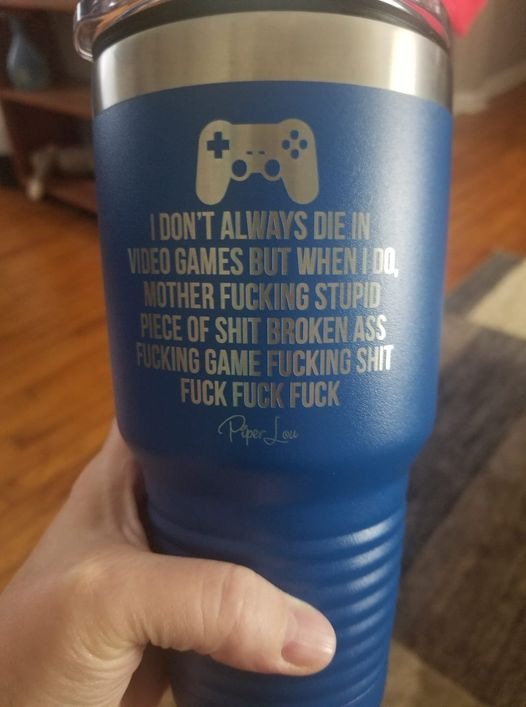 I DON'T ALWAYS DIE IN
VIDEO GAMES BUT WHEN I DO,
MOTHER FUCKING STUPID
PIECE OF SHIT BROKEN ASS
FUCKING GAME FUCKING SHIT
FUCK FUCK FUCK
Piper Lou